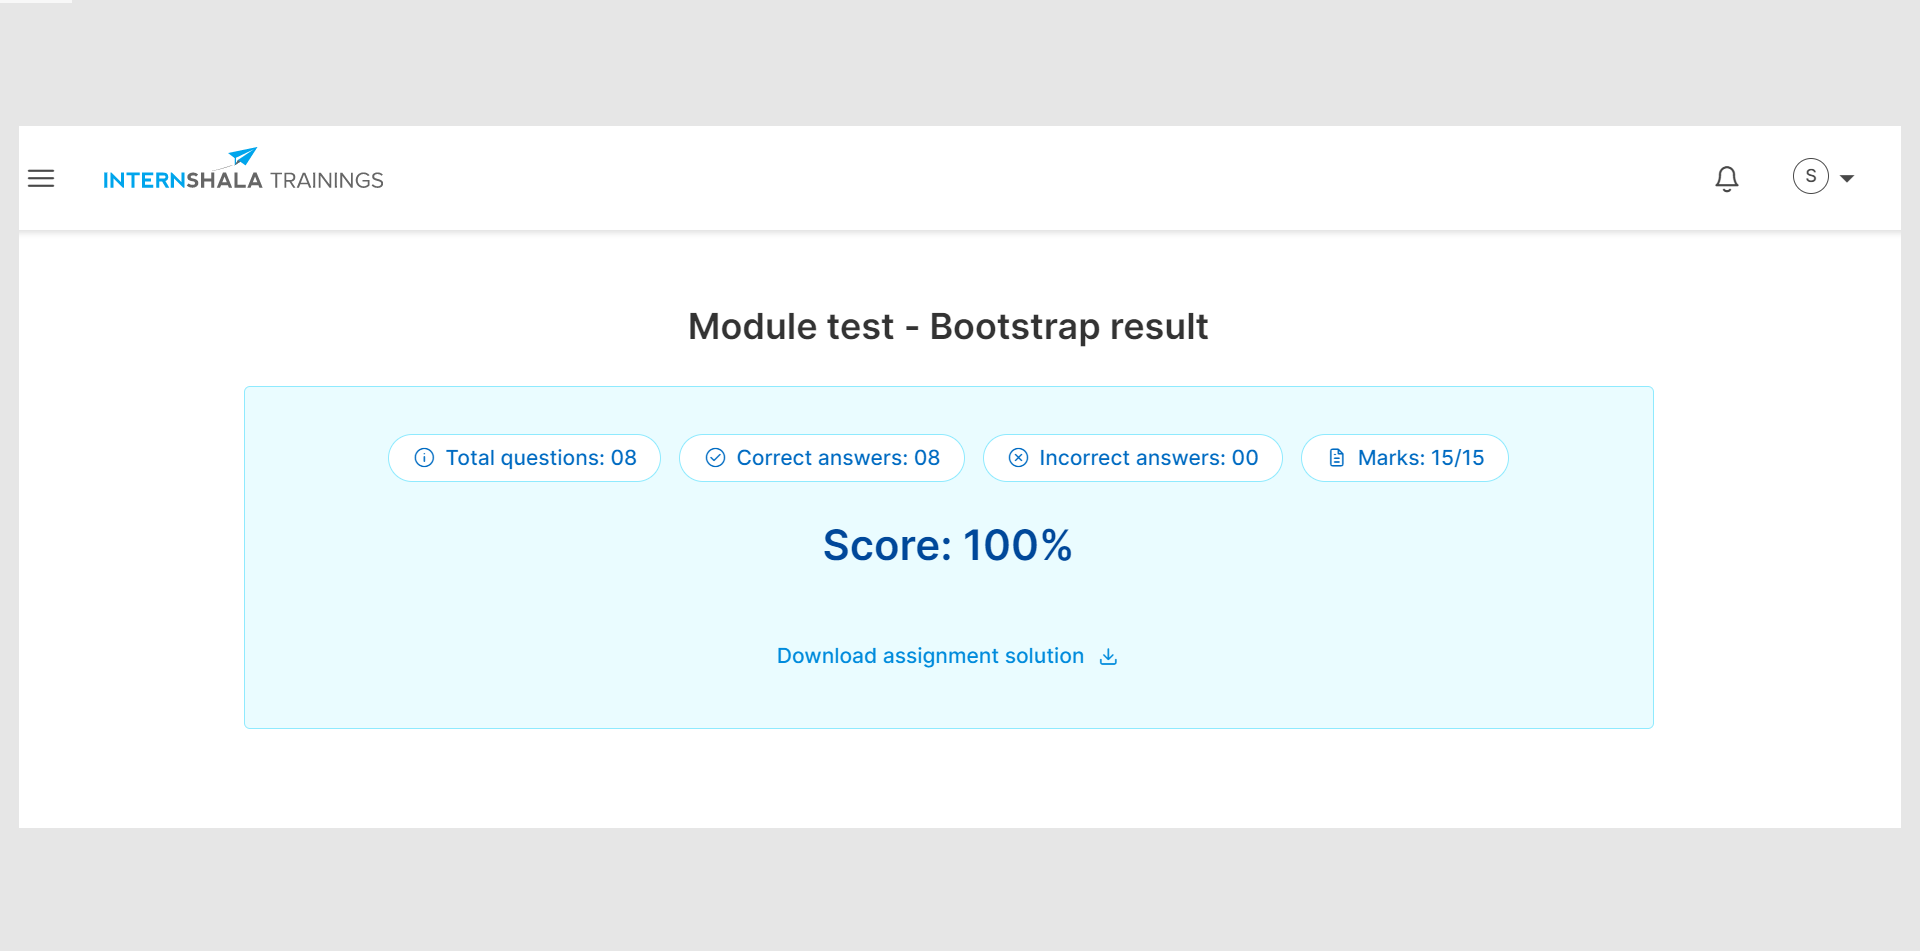 INTERNSHALA TRAININGS
S
Module test - Bootstrap result
Total questions: 08
Correct answers: 08
Incorrect answers: 00
Marks: 15/15
Score: 100%
Download assignment solution